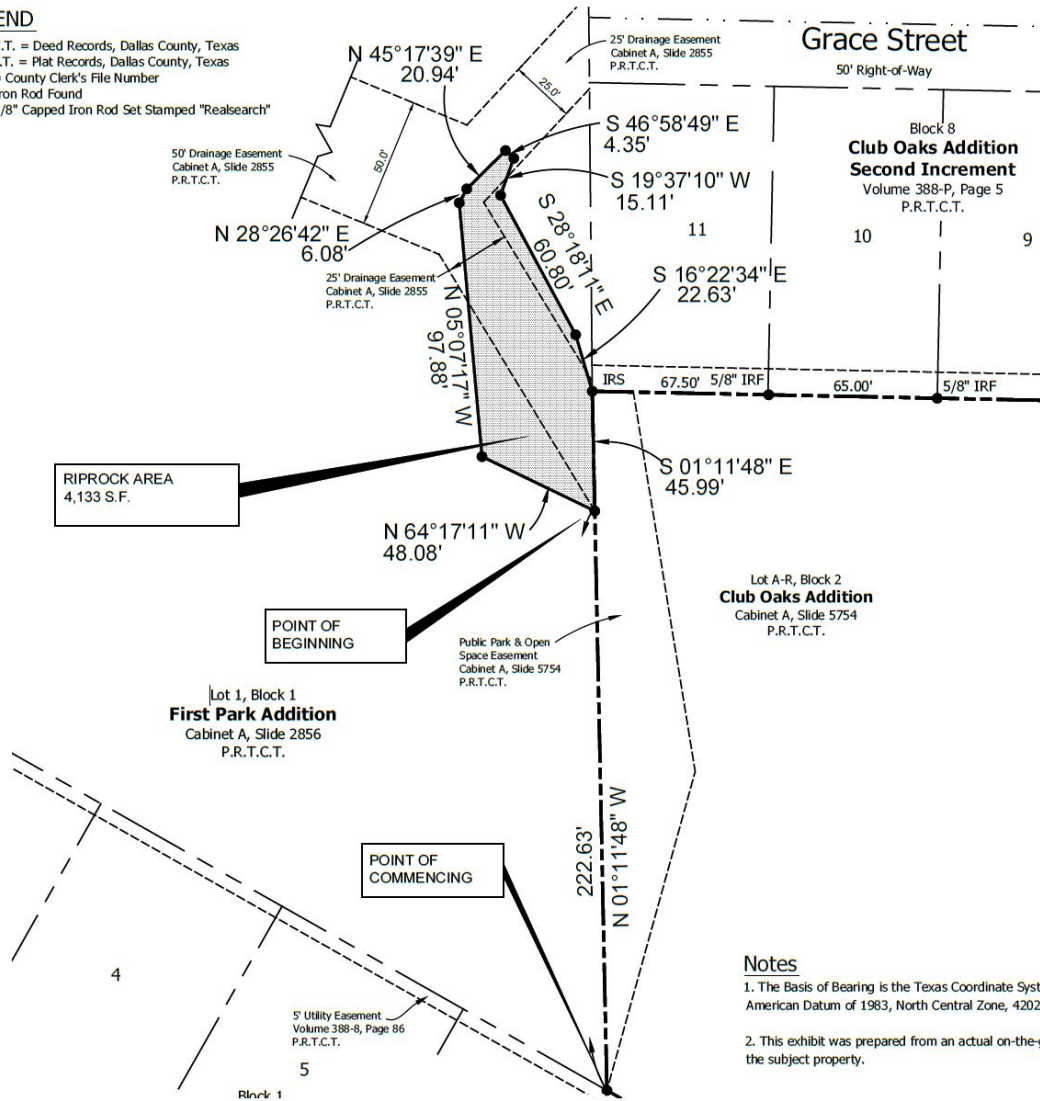 END
C.T. = Deed Records, Dallas County, Texas
.T. = Plat Records, Dallas County, Texas
= County Clerk's File Number
ron Rod Found
/8" Capped Iron Rod Set Stamped "Realsearch"
N 45°17'39" E
20.94'
25' Drainage Easement
Cabinet A, Slide 2855
P.R.T.C.T.
Grace Street
50' Right-of-Way
25.0'
50.0'
50' Drainage Easement
Cabinet A, Slide 2855
P.R.T.C.T.
S 46°58'49" E
4.35'
S 19°37'10" W
15.11'
Block 8
Club Oaks Addition
Second Increment
Volume 388-P, Page 5
P.R.T.C.T.
11
10
9
N 28°26'42" E
6.08'
S 28°18'11" E
60.80'
25' Drainage Easement
Cabinet A, Slide 2855
P.R.T.C.T.
S 16°22'34" E
22.63'
N 05°07'17" W
97.88'
IRS
67.50'
5/8" IRF
65.00'
5/8" IRF
RIPROCK AREA
4,133 S.F.
S 01°11'48" E
45.99'
N 64°17'11" W
48.08'
POINT OF
BEGINNING
Lot A-R, Block 2
Club Oaks Addition
Cabinet A, Slide 5754
P.R.T.C.T.
Public Park & Open
Space Easement
Cabinet A, Slide 5754
P.R.T.C.T.
Lot 1, Block 1
First Park Addition
Cabinet A, Slide 2856
P.R.T.C.T.
222.63'
N 01°11'48" W
POINT OF
COMMENCING
4
5' Utility Easement
Volume 388-8, Page 86
P.R.T.C.T.
5
Block 1
Notes
1. The Basis of Bearing is the Texas Coordinate Syst
American Datum of 1983, North Central Zone, 4202
2. This exhibit was prepared from an actual on-the-g
the subject property.